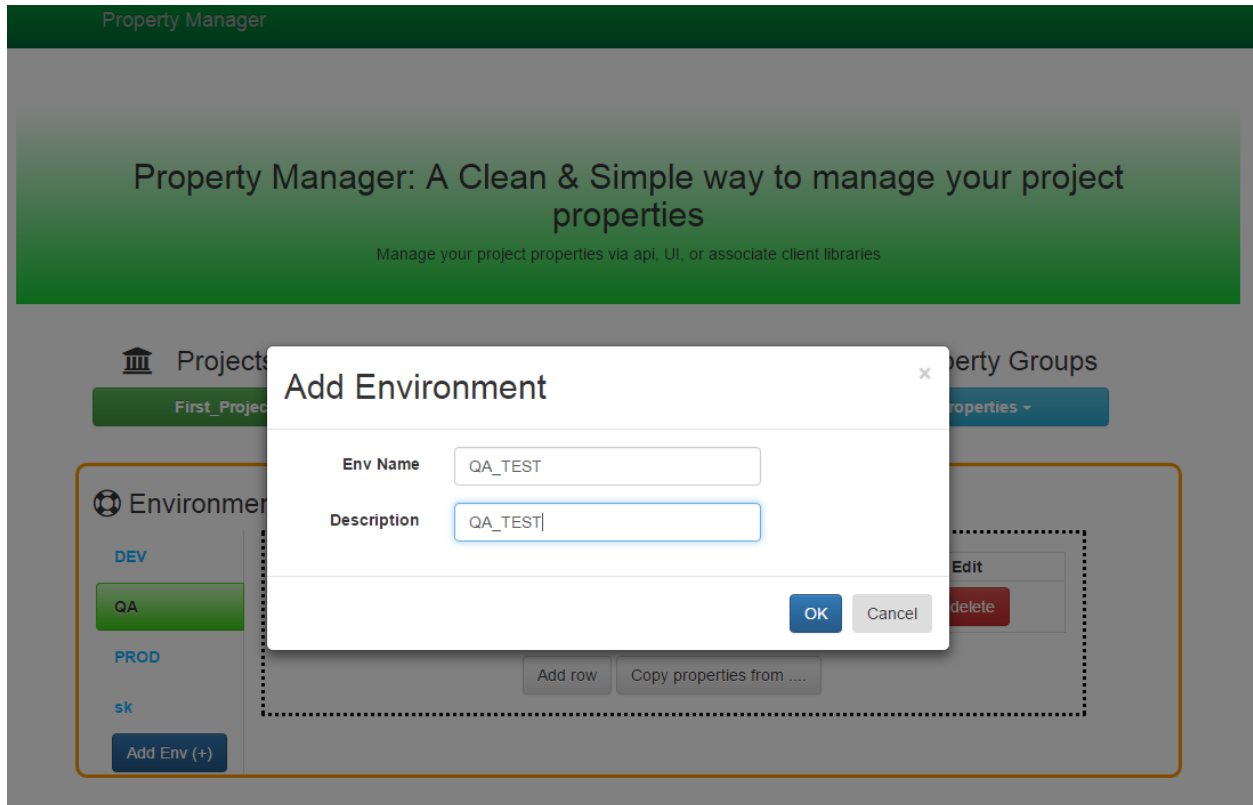 Property Manager
Property Manager: A Clean & Simple way to manage your project
properties
Manage your project properties via api, UI, or associate client libraries
Projects
erty Groups
First_Projec
roperties
Add Environment
×
Env Name
QA_TEST
Description
QA_TEST
OK
Cancel
Environmen
DEV
QA
PROD
sk
Add Env (+)
Edit
delete
Add row
Copy properties from ....